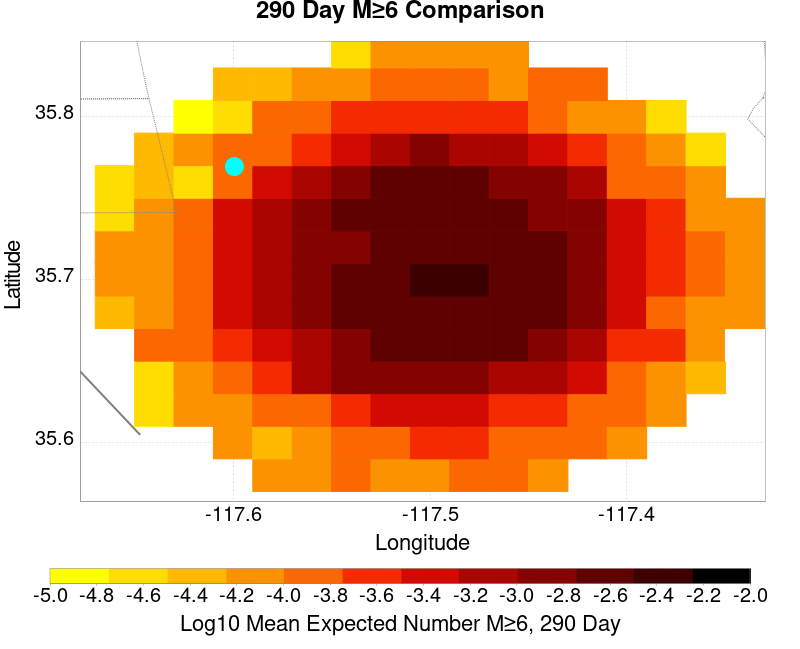 290 Day M≥6 Comparison
35.8
35.7
35.6
Latitude
-117.6 -117.5 -117.4
Longitude
-5.0 -4.8 -4.6 -4.4 -4.2 -4.0 -3.8 -3.6 -3.4 -3.2 -3.0 -2.8 -2.6 -2.4 -2.2 -2.0
Log10 Mean Expected Number M≥6, 290 Day